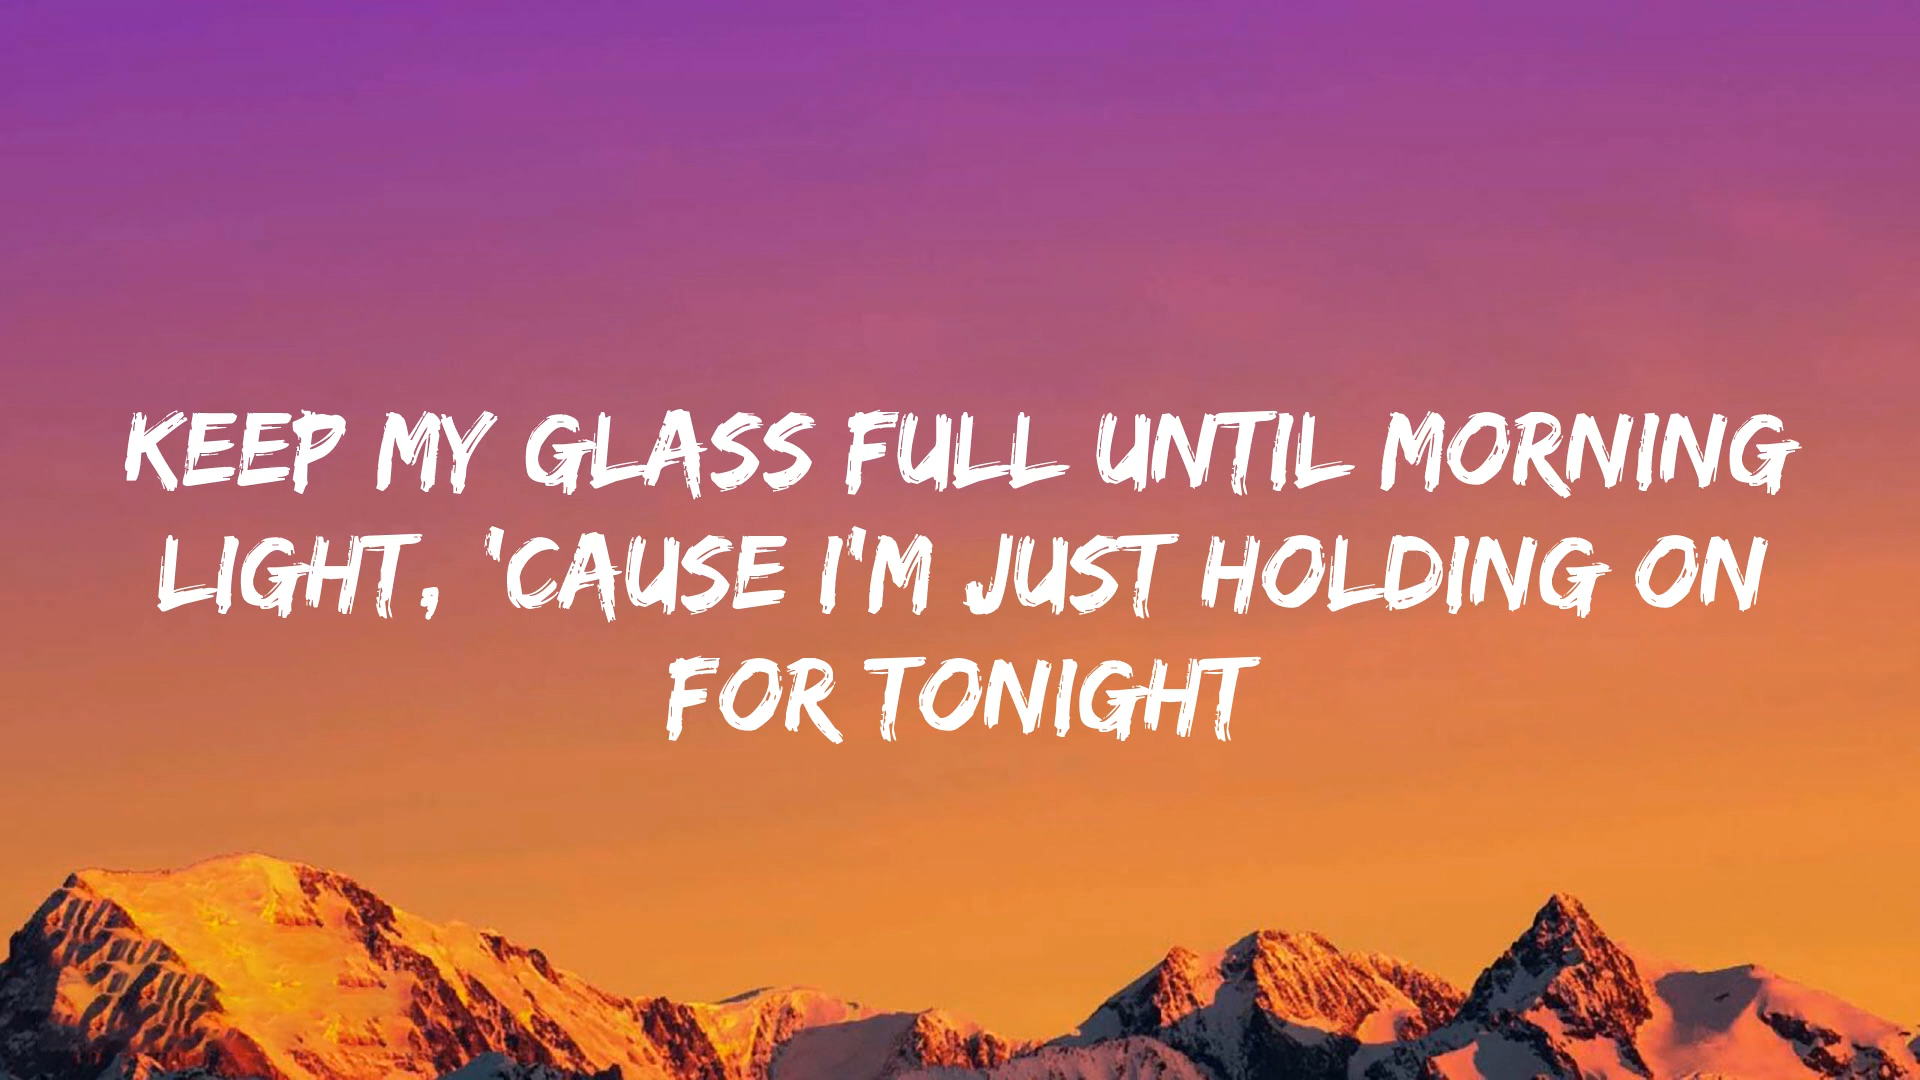 KEEP MY GLASS FULL UNTIL MORNING
LIGHT, 'CAUSE I'M JUST HOLDING ON
FOR TONIGHT